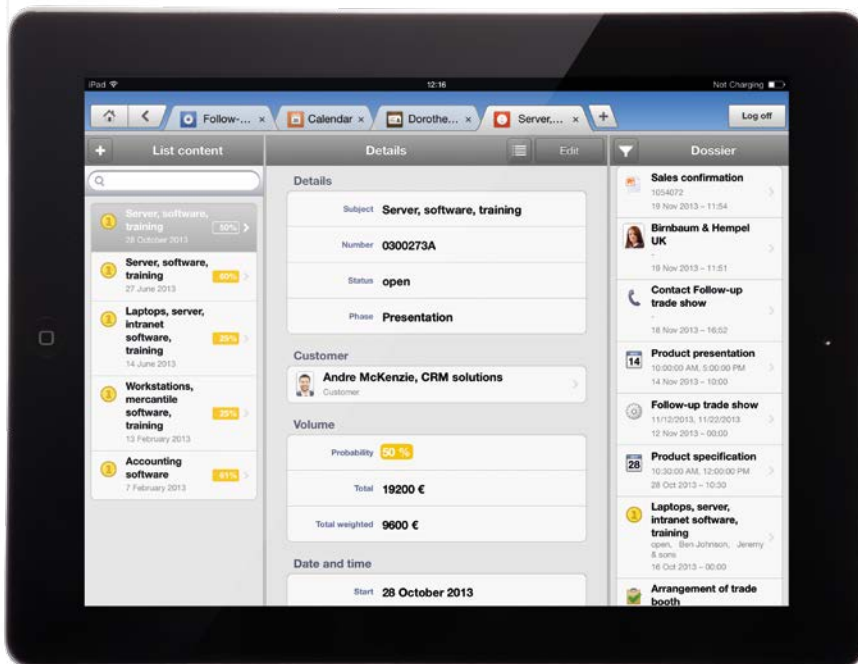 iPad
12:16
Not Charging
Follow-... ×
Calendar ×
Dorothe... ×
Server,... ×
+
Log off
+
List content
Details
Edit
Dossier
Server, software,
training
50%
28 October 2013
Server, software,
training
27 June 2013
Laptops, server,
intranet
software,
training
25%
14 June 2013
Workstations,
mercantile
software,
training
25%
13 February 2013
Accounting
software
7 February 2013
Details
Subject Server, software, training
Number 0300273A
Status open
Phase Presentation
Customer
Andre McKenzie, CRM solutions
Customer
Volume
Probability 50 %
Total 19200 €
Total weighted 9600 €
Date and time
Start 28 October 2013
Sales confirmation
1054072
19 Nov 2013 – 11:54
Birnbaum & Hempel
UK
-
19 Nov 2013 – 11:51
Contact Follow-up
trade show
-
18 Nov 2013 – 16:52
14
Product presentation
10:00:00 AM, 5:00:00 PM
14 Nov 2013 – 10:00
Follow-up trade show
11/12/2013, 11/22/2013
12 Nov 2013 – 00:00
28
Product specification
10:30:00 AM, 12:00:00 PM
28 Oct 2013 – 10:30
Laptops, server,
intranet software,
training
open, Ben Johnson, Jeremy
& sons
16 Oct 2013 – 00:00
Arrangement of trade
booth